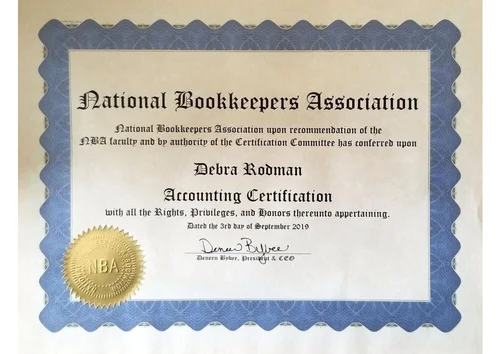 National Bookkeepers Association
National Bookkeepers Association upon recommendation of the
NBA faculty and by authority of the Certification Committee has conferred upon
Debra Rodman
Accounting Certification
with all the Rights, Privileges, and Honors thereunto appertaining.
Dated the 3rd day of September 2019
Deneen Bybee, President & CEO
NBA